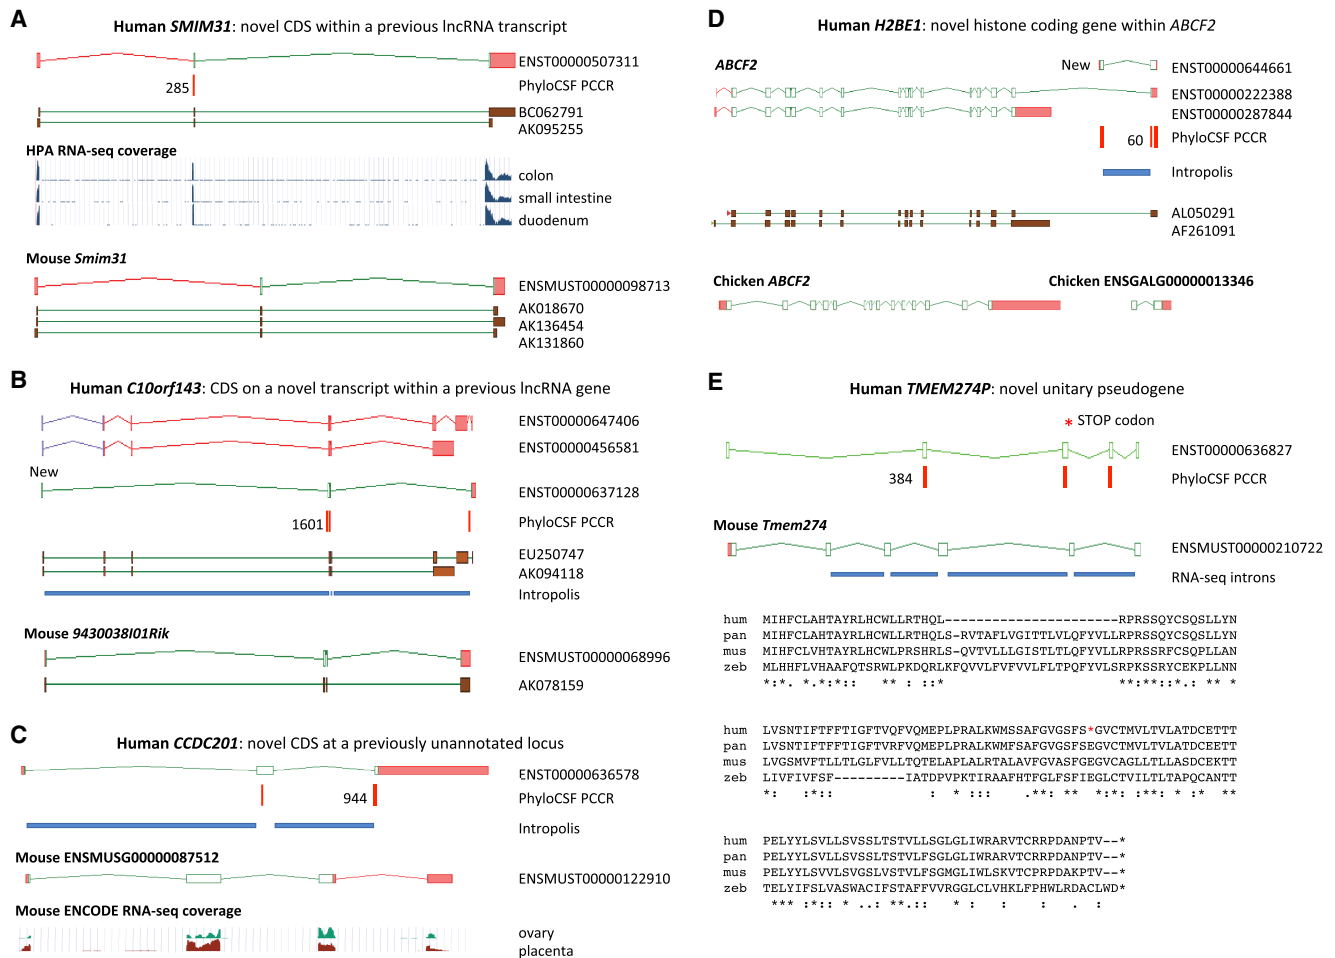 A
Human SMIM31: novel CDS within a previous lncRNA transcript
ENST00000507311
285
PhyloCSF PCCR
BC062791
AK095255
HPA RNA-seq coverage
colon
small intestine
duodenum
Mouse Smim31
ENSMUST00000098713
AK018670
AK136454
AK131860
B
Human C10orf143: CDS on a novel transcript within a previous lncRNA gene
ENST00000647406
ENST00000456581
New
ENST00000637128
1601
PhyloCSF PCCR
EU250747
AK094118
Intropolis
Mouse 9430038I01Rik
ENSMUST00000068996
AK078159
C
Human CCDC201: novel CDS at a previously unannotated locus
ENST00000636578
944
PhyloCSF PCCR
Intropolis
Mouse ENSMUSG00000087512
ENSMUST00000122910
Mouse ENCODE RNA-seq coverage
ovary
placenta
D
Human H2BE1: novel histone coding gene within ABCF2
ABCF2
New
ENST00000644661
ENST00000222388
ENST00000287844
60
PhyloCSF PCCR
Intropolis
AL050291
AF261091
Chicken ABCF2
Chicken ENSGALG00000013346
E
Human TMEM274P: novel unitary pseudogene
* STOP codon
ENST00000636827
384
PhyloCSF PCCR
Mouse Tmem274
ENSMUST00000210722
RNA-seq introns
hum MIHFCLAHTAYRLHCWLLRTHQL----------------------RPRSSQYCSQSLLYN
pan MIHFCLAHTAYRLHCWLLRTHQLS-RVTAFLVGITTLVLQFYVLLRPRSSQYCSQSLLYN
mus MIHFCLVHTAYRLHCWLPRSHRLS-QVTVLLLGISTLTLQFYVLLRPRSSRFCSQPLLAN
zeb MLHHFLVHAAFQTSRWLPKDQRLKFQVVLFVFVVLFLTPQFYLSLRPKSSRYCEKPLLNN
*:*. *.*:*:: ** : ::* **:**::*.: ** *
hum LVSNTIFTFFTIGFTVQFVQMEPLPRALKWMSSAFGVGSFS*GVCTMVLTVLATDCETTT
pan LVSNTIFTFFTIGFTVRFVQMEPLPRALKWMFSAFGVGSFSEGVCTMVLTVLATDCEETT
mus LVGSMVFTLLTLGLFVLLTQTELPALRTALAVFGVASFGEGVCAGLLTLLASDCEKTT
zeb LIVFIVFSF---------IATDPVPKTIRAAFHTFGLFSFIEGLCTVILTLTAPQCANTT
*: :*:: : ::* : .:**: ** *:*: :**: * :* **
hum PELYYLSVLLSVSSLTSTVLLSGLGLIWRARVTCRRPDANPTV--*
pan PELYYLSVLLSVSSLTSTVLFSGLGLIWRARVTCRRPDANPTV--*
mus PELYYLSVVLSVGSLVSTVLFSGMGLIWLSKVTCRRPDAKPTV--*
zeb TELYIFSLVASWACIFSTAFFVVRGGLCLVHKLFPHWLRDACLWD*
*** :*:: * ..: **.:: * : : : . :